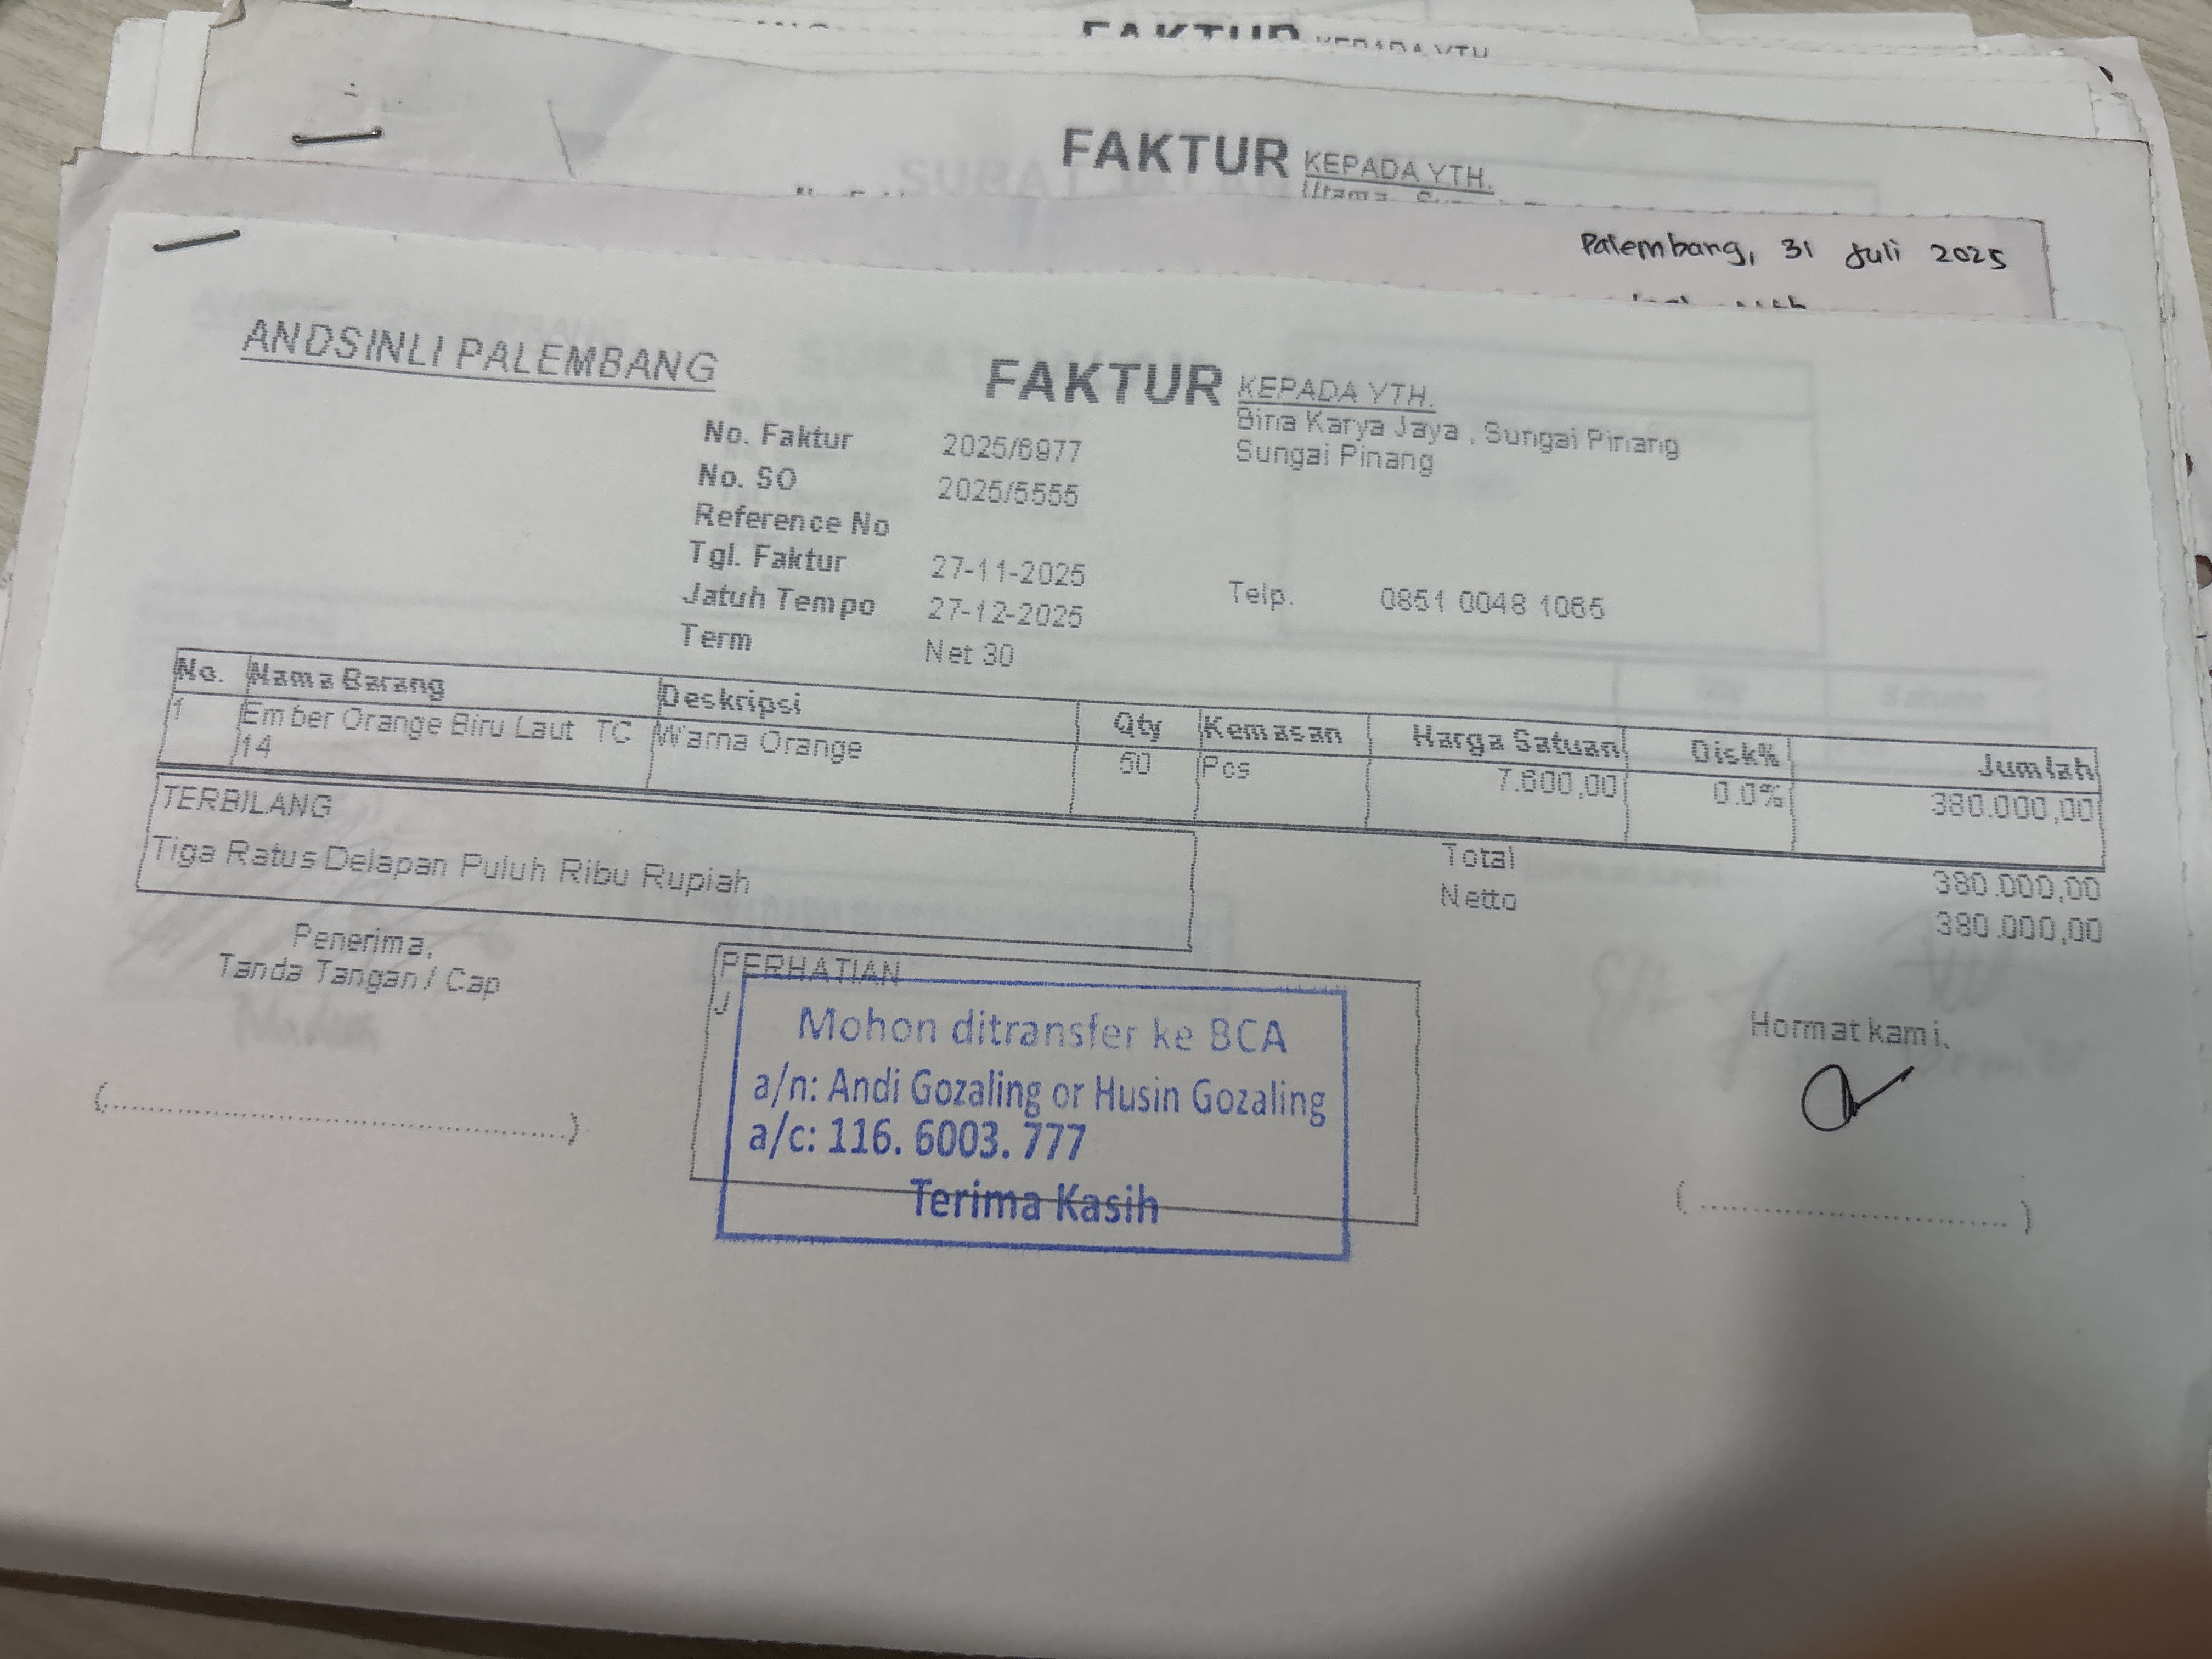 FAKTUR KEPADA YTH.
FAKTUR KEPADA YTH.
Palembang, 31 Juli 2025
ANDSINLI PALEMBANG
FAKTUR KEPADA YTH.
Bina Karya Jaya , Sungai Pinang
Sungai Pinang
No. Faktur 2025/6977
No. SO 2025/5555
Reference No
Tgl. Faktur 27-11-2025
Jatuh Tempo 27-12-2025
Term Net 30
Telp. 0851 0048 1065
No. Nama Barang Deskripsi Qty Kemasan Harga Satuan Disk% Jumlah
1 Ember Orange Biru Laut TC Warna Orange 50 Pcs 7.600,00 0.0% 380.000,00
14
TERBILANG
Tiga Ratus Delapan Puluh Ribu Rupiah
Total 380.000,00
Netto 380.000,00
Penerima,
Tanda Tangan / Cap
(..............................)
PERHATIAN
J
Mohon ditransfer ke BCA
a/n: Andi Gozaling or Husin Gozaling
a/c: 116. 6003. 777
Terima Kasih
Hormat kami,
(..............................)